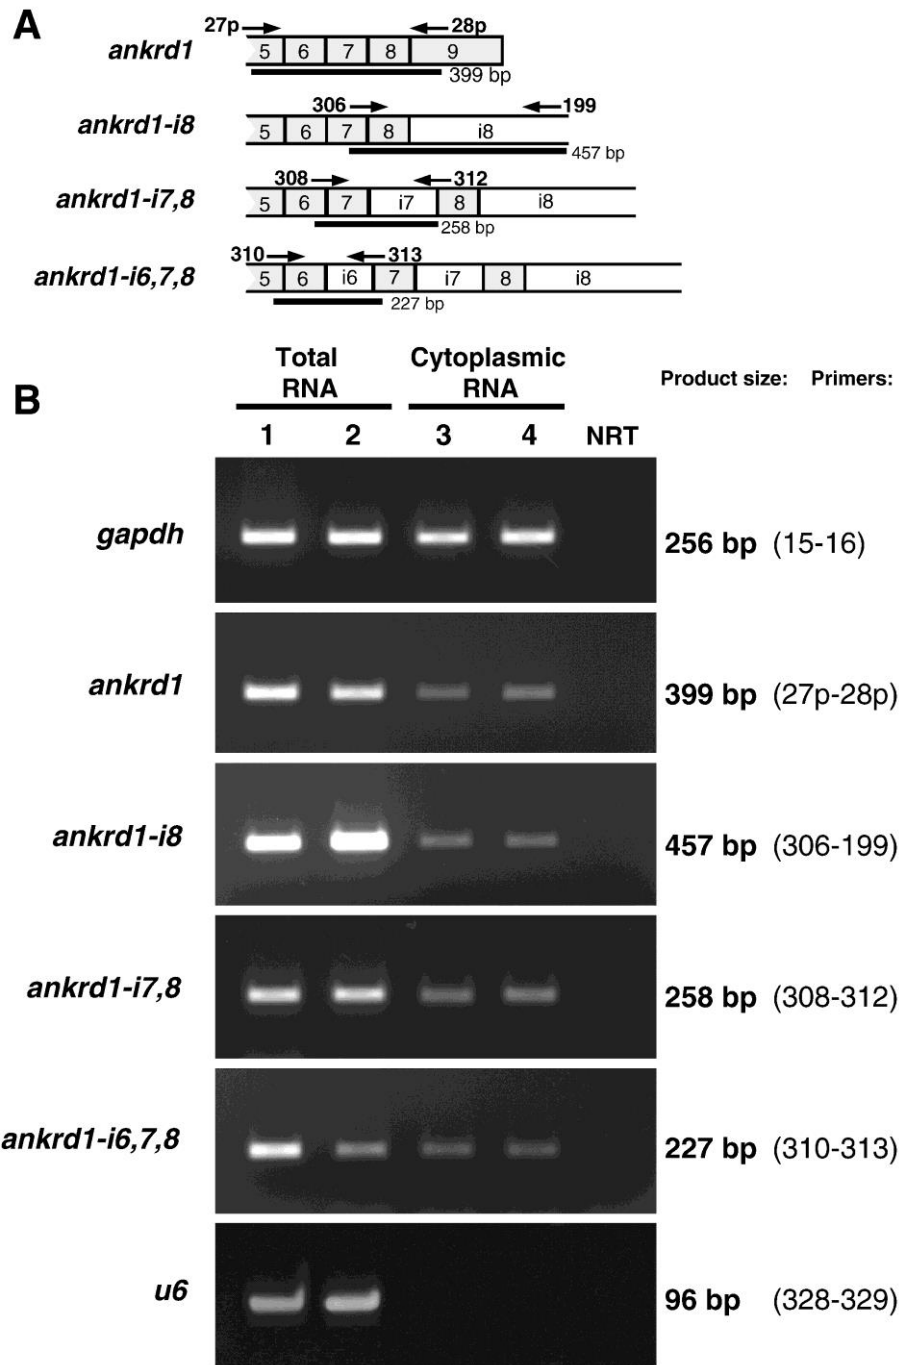 A
27p 28p
ankrd1 5 6 7 8 9
399 bp
306 199
ankrd1-i8 5 6 7 8 i8
457 bp
308 312
ankrd1-i7,8 5 6 7 i7 8 i8
258 bp
310 313
ankrd1-i6,7,8 5 6 i6 7 i7 8 i8
227 bp
B
Total RNA Cytoplasmic RNA Product size: Primers:
1 2 3 4 NRT
gapdh 256 bp (15-16)
ankrd1 399 bp (27p-28p)
ankrd1-i8 457 bp (306-199)
ankrd1-i7,8 258 bp (308-312)
ankrd1-i6,7,8 227 bp (310-313)
u6 96 bp (328-329)